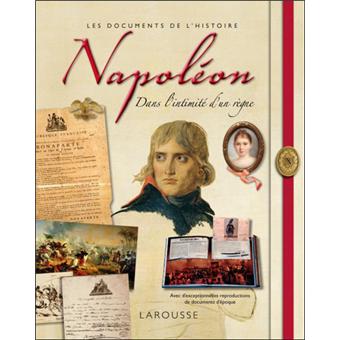 LES DOCUMENTS DE L'HISTOIRE
Napoléon
Dans l'intimité d'un règne
BONAPARTE
Avec d'exceptionnelles reproductions
de documents d'époque
LAROUSSE